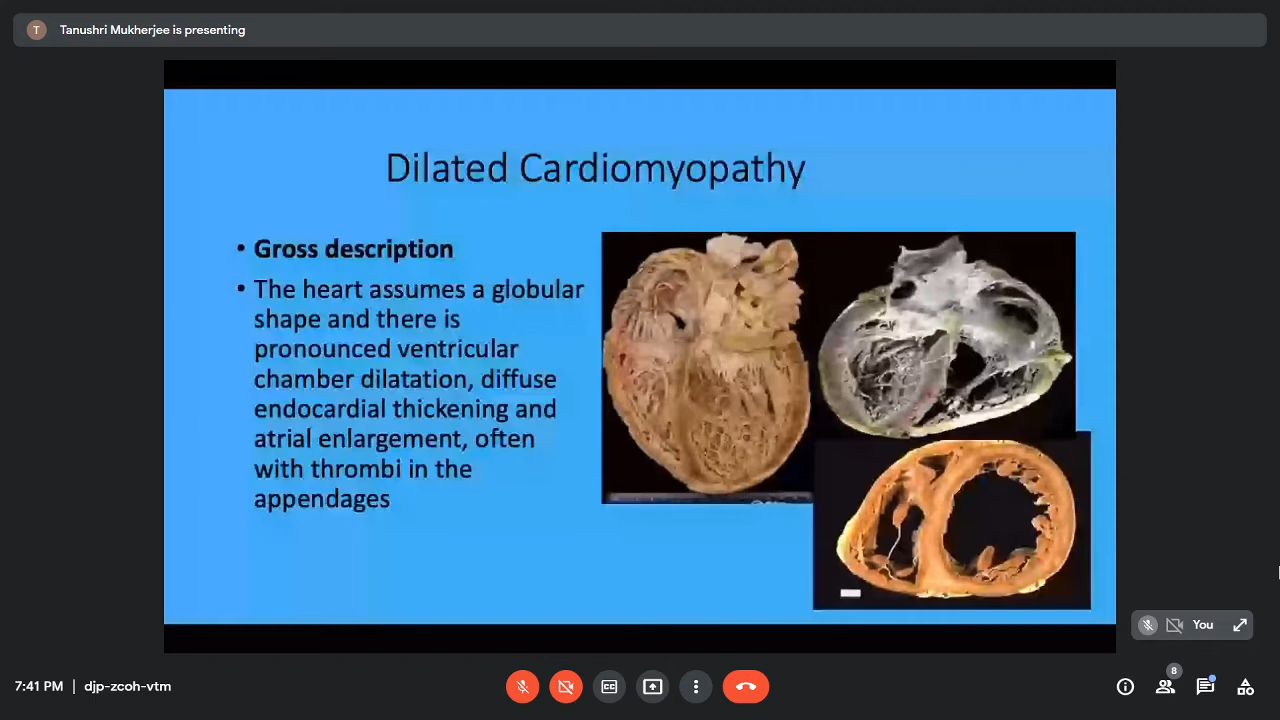 T
Tanushri Mukherjee is presenting
Dilated Cardiomyopathy
• Gross description
• The heart assumes a globular
shape and there is
pronounced ventricular
chamber dilatation, diffuse
endocardial thickening and
atrial enlargement, often
with thrombi in the
appendages
You
7:41 PM | djp-zcoh-vtm
CC
8